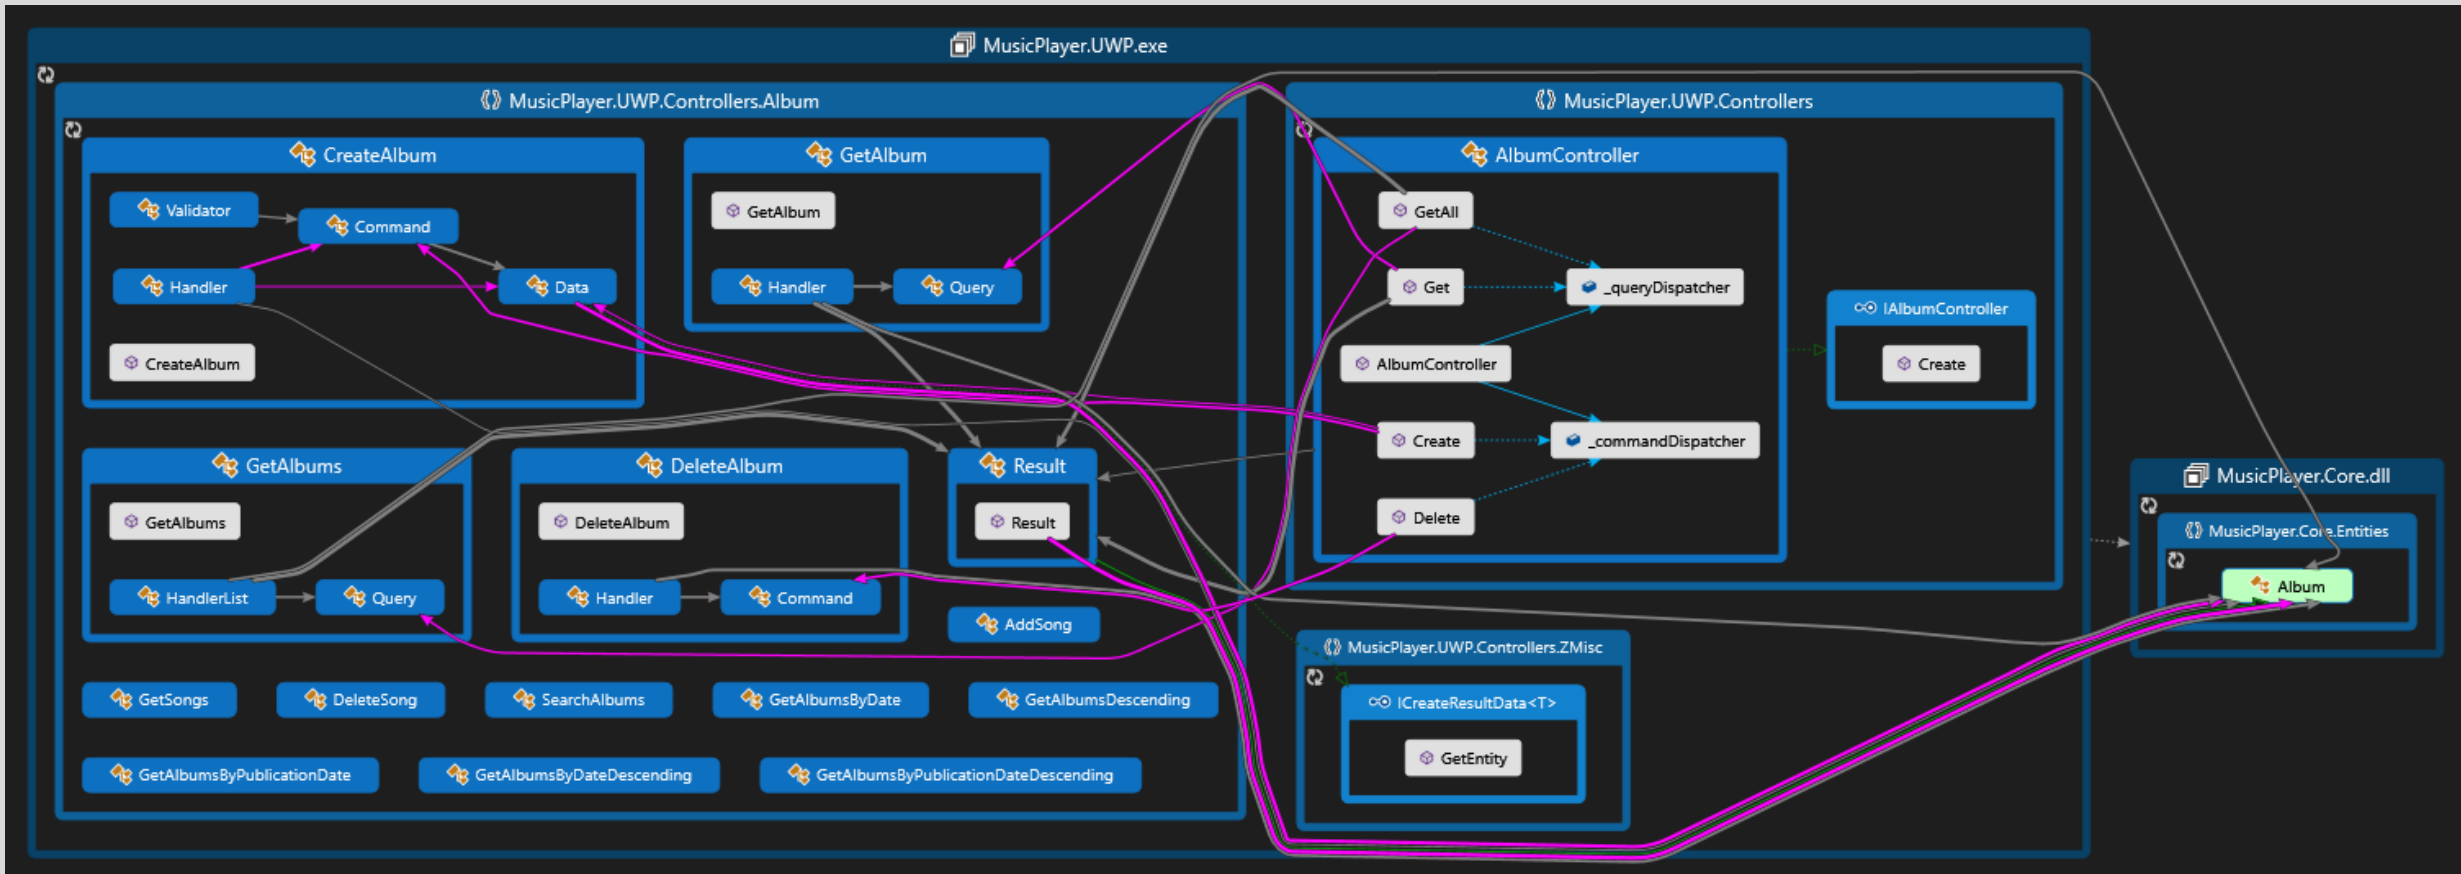 MusicPlayer.UWP.exe
MusicPlayer.UWP.Controllers.Album
CreateAlbum
Validator
Command
Handler
Data
CreateAlbum
GetAlbum
GetAlbum
Handler
Query
GetAlbums
GetAlbums
HandlerList
Query
DeleteAlbum
DeleteAlbum
Handler
Command
Result
Result
AddSong
GetSongs
DeleteSong
SearchAlbums
GetAlbumsByDate
GetAlbumsDescending
GetAlbumsByPublicationDate
GetAlbumsByDateDescending
GetAlbumsByPublicationDateDescending
MusicPlayer.UWP.Controllers
AlbumController
GetAll
Get
_queryDispatcher
AlbumController
Create
_commandDispatcher
Delete
IAlbumController
Create
MusicPlayer.UWP.Controllers.ZMisc
ICreateResultData<T>
GetEntity
MusicPlayer.Core.dll
MusicPlayer.Core.Entities
Album